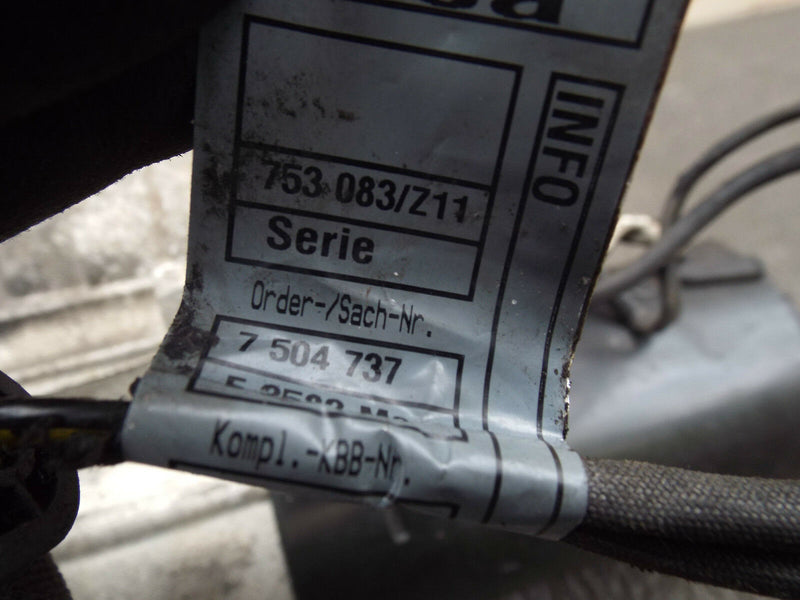 753 083/Z11
Serie
INFO
Order-/Sach-Nr.
7 504 737
Kompl.-KBB-Nr.